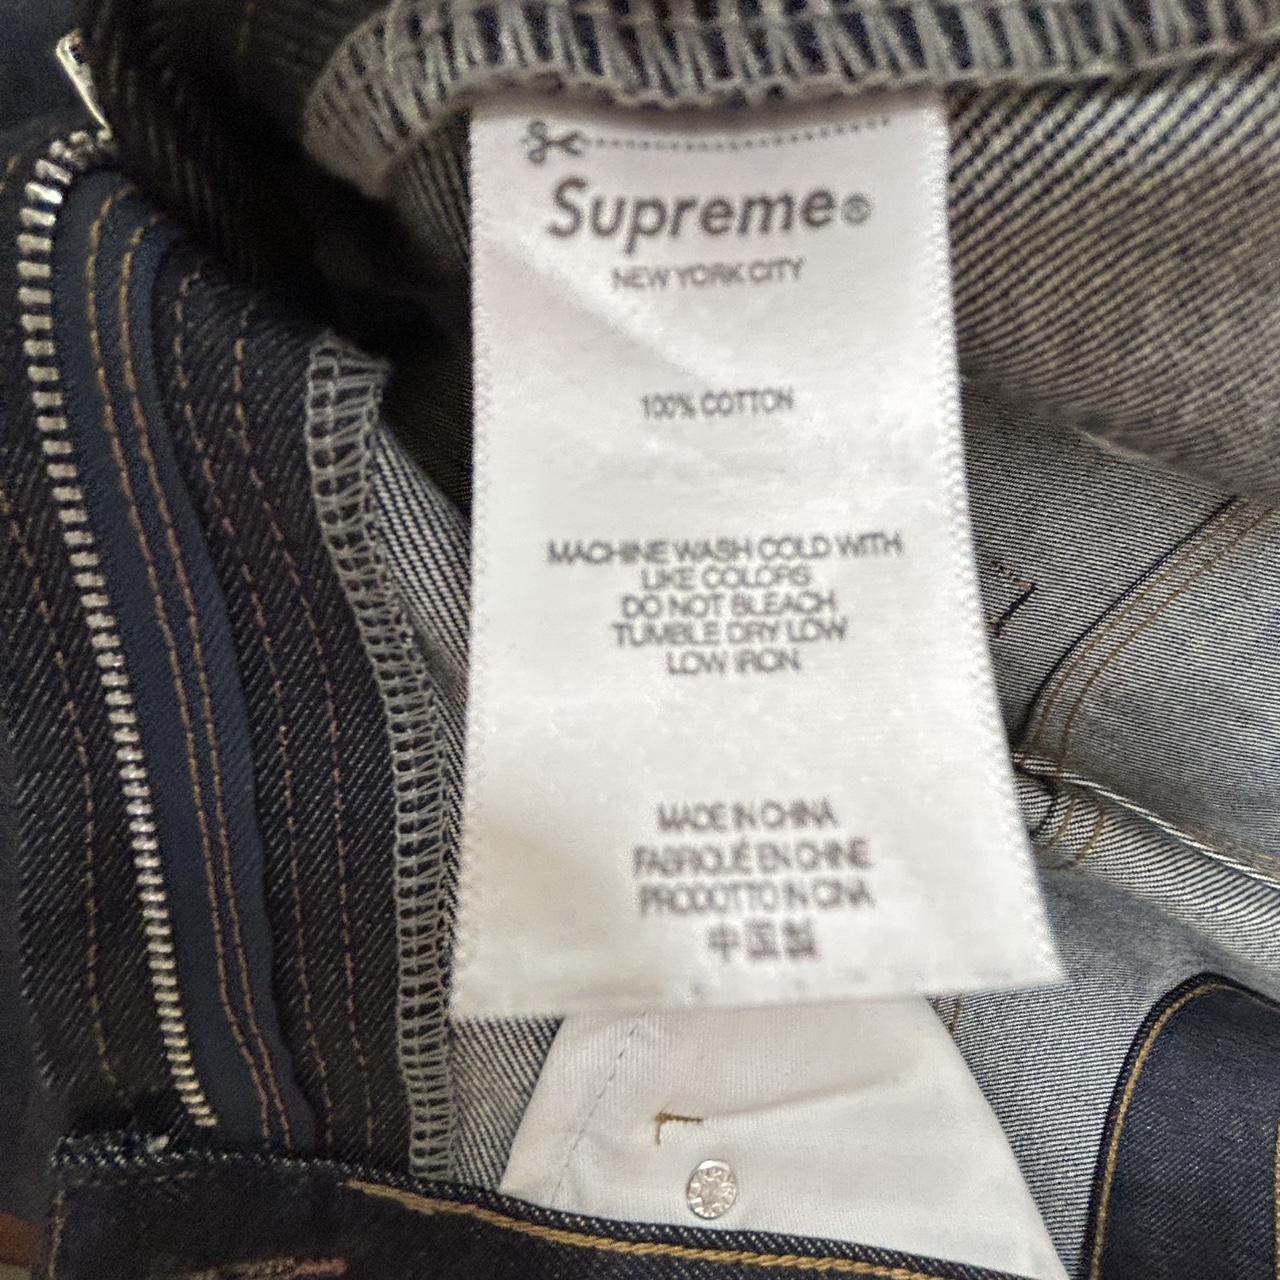 Supreme®
NEW YORK CITY
100% COTTON
MACHINE WASH COLD WITH
LIKE COLORS
DO NOT BLEACH
TUMBLE DRY LOW
LOW IRON
MADE IN CHINA
FABRIQUÉ EN CHINE
PRODOTTO IN CINA
中国製